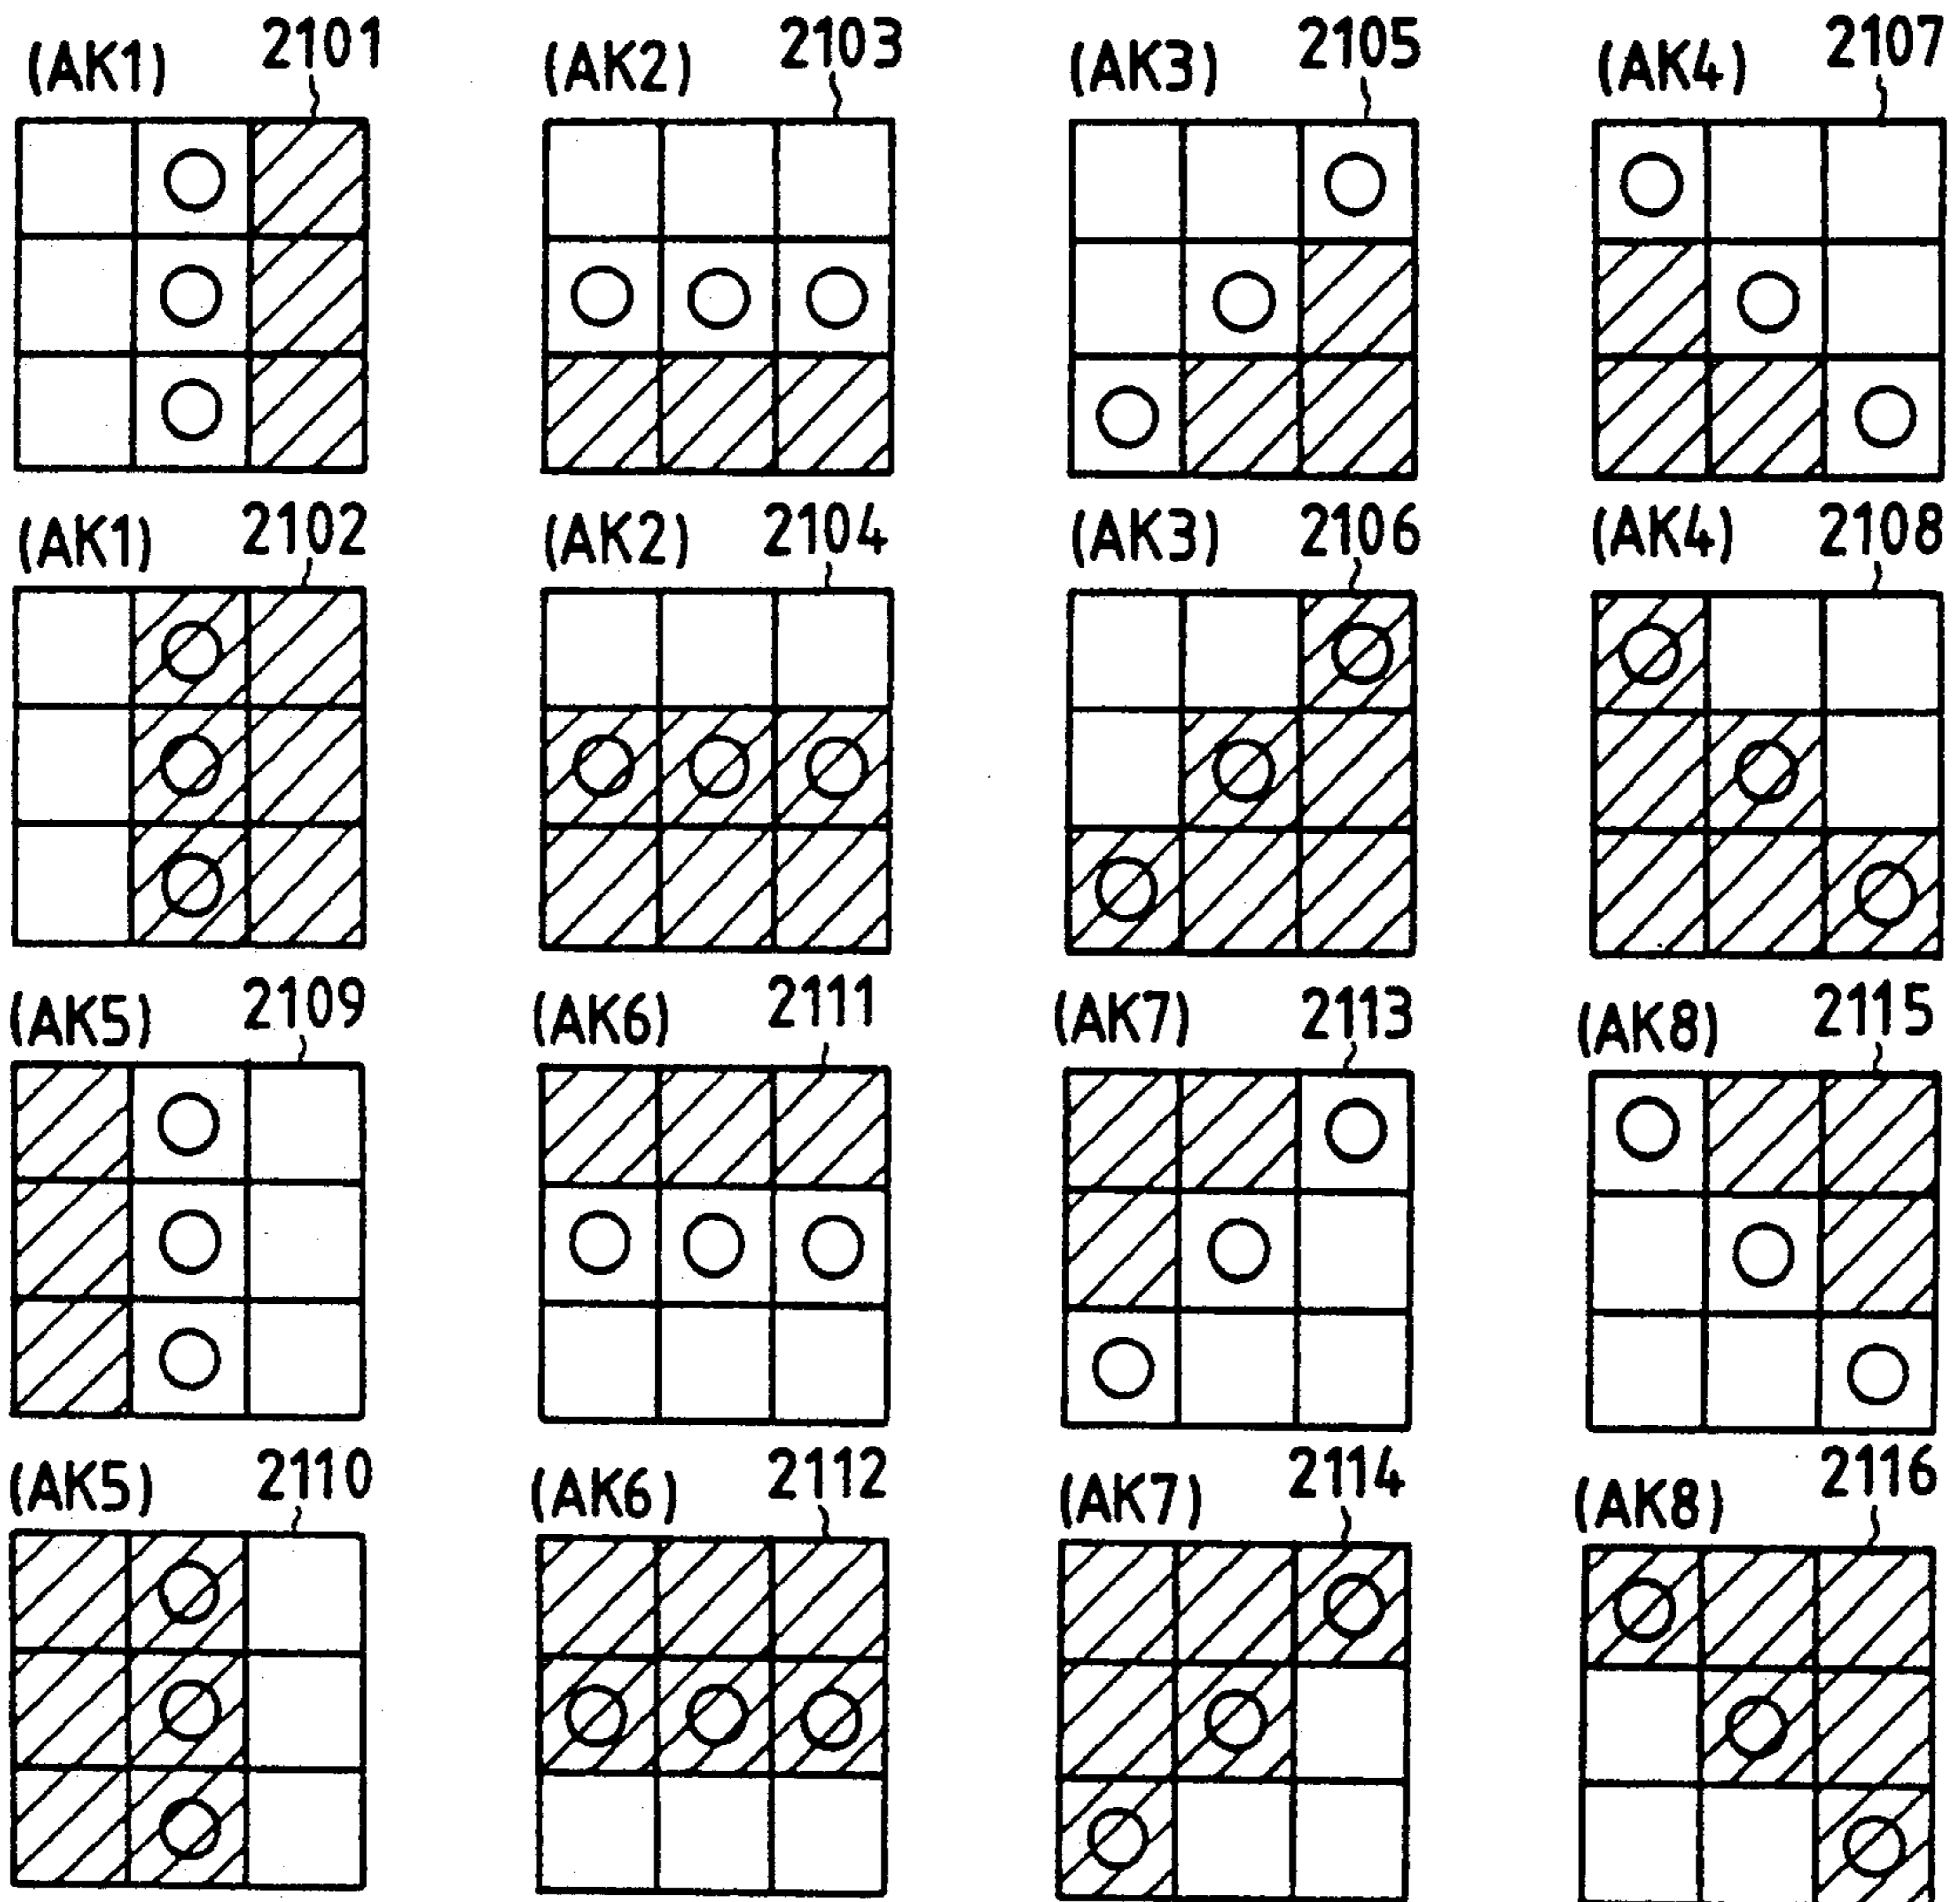 (AK1) 2101 (AK2) 2103 (AK3) 2105 (AK4) 2107
(AK1) 2102 (AK2) 2104 (AK3) 2106 (AK4) 2108
(AK5) 2109 (AK6) 2111 (AK7) 2113 (AK8) 2115
(AK5) 2110 (AK6) 2112 (AK7) 2114 (AK8) 2116